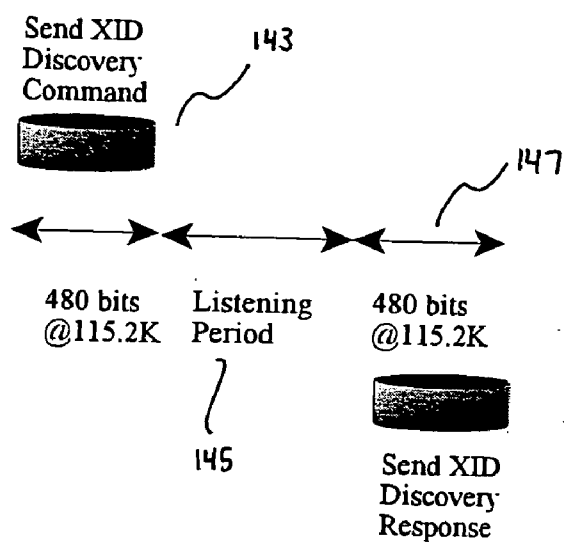 Send XID
Discovery
Command
143
147
480 bits
@115.2K
Listening
Period
480 bits
@115.2K
145
Send XID
Discovery
Response